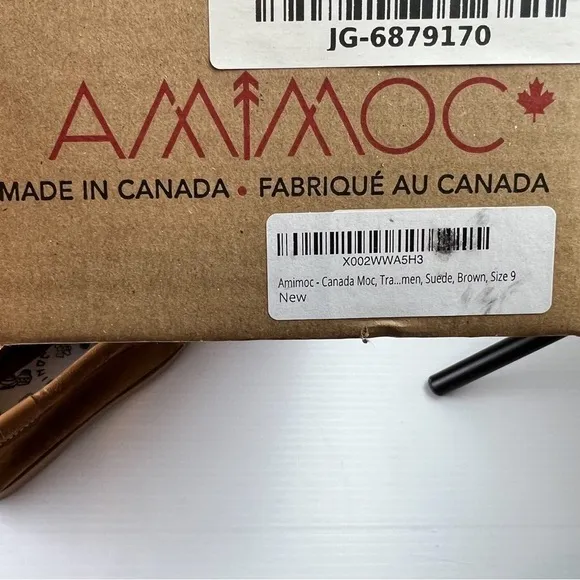 JG-6879170
AMIMOC
MADE IN CANADA • FABRIQUÉ AU CANADA
X002WWA5H3
Amimoc - Canada Moc, Tra...men, Suede, Brown, Size 9
New